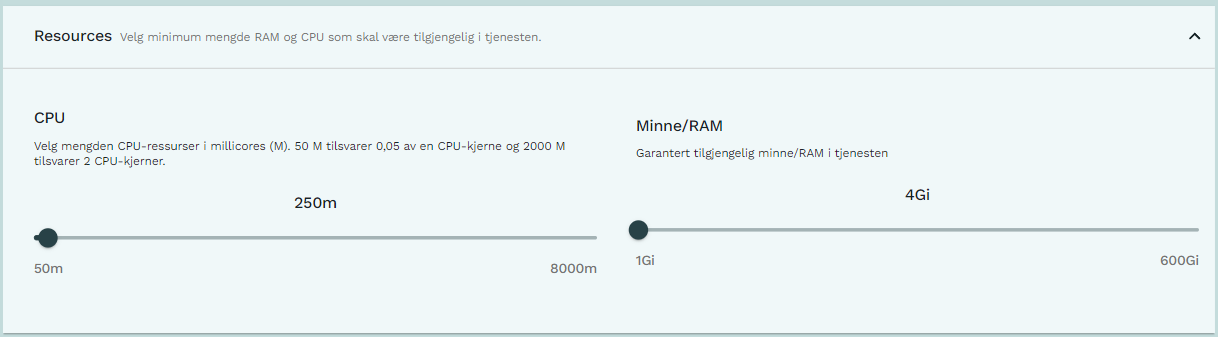 Resources Velg minimum mengde RAM og CPU som skal være tilgjengelig i tjenesten.
CPU
Velg mengden CPU-ressurser i millicores (M). 50 M tilsvarer 0,05 av en CPU-kjerne og 2000 M
tilsvarer 2 CPU-kjerner.
250m
50m 8000m
Minne/RAM
Garantert tilgjengelig minne/RAM i tjenesten
4Gi
1Gi 600Gi